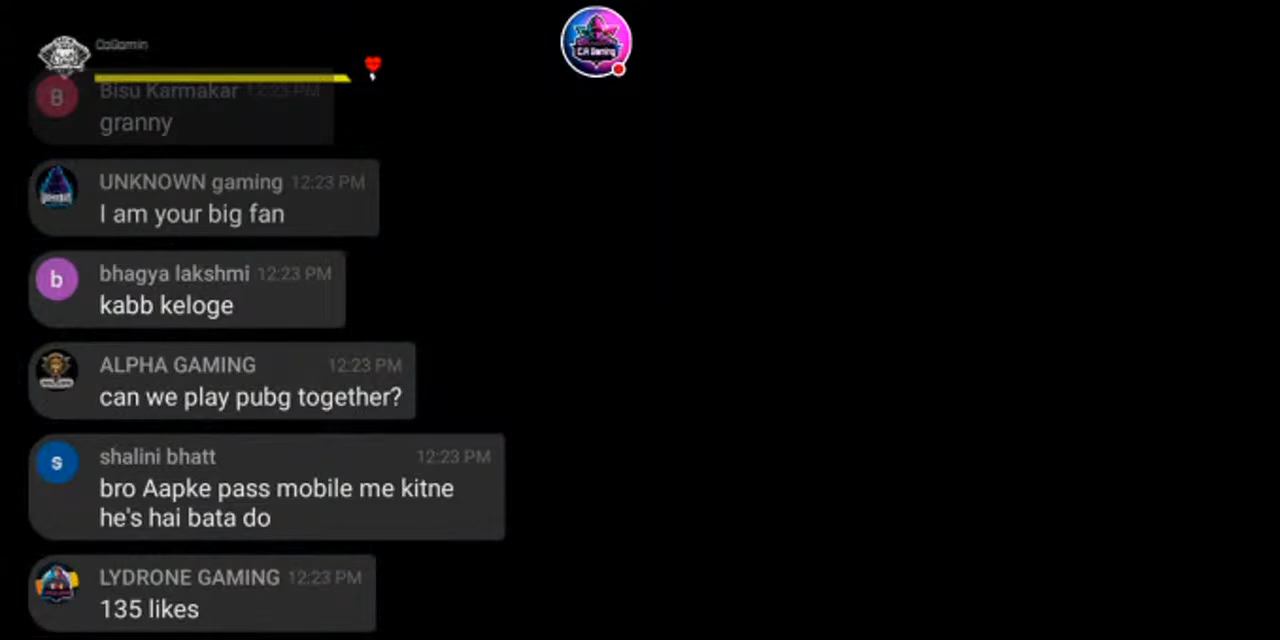 CoGamin
C.R Gaming
B
Bisu Karmakar 12:23 PM
granny
UNKNOWN gaming 12:23 PM
I am your big fan
b
bhagya lakshmi 12:23 PM
kabb keloge
ALPHA GAMING 12:23 PM
can we play pubg together?
s
shalini bhatt 12:23 PM
bro Aapke pass mobile me kitne
he's hai bata do
LYDRONE GAMING 12:23 PM
135 likes